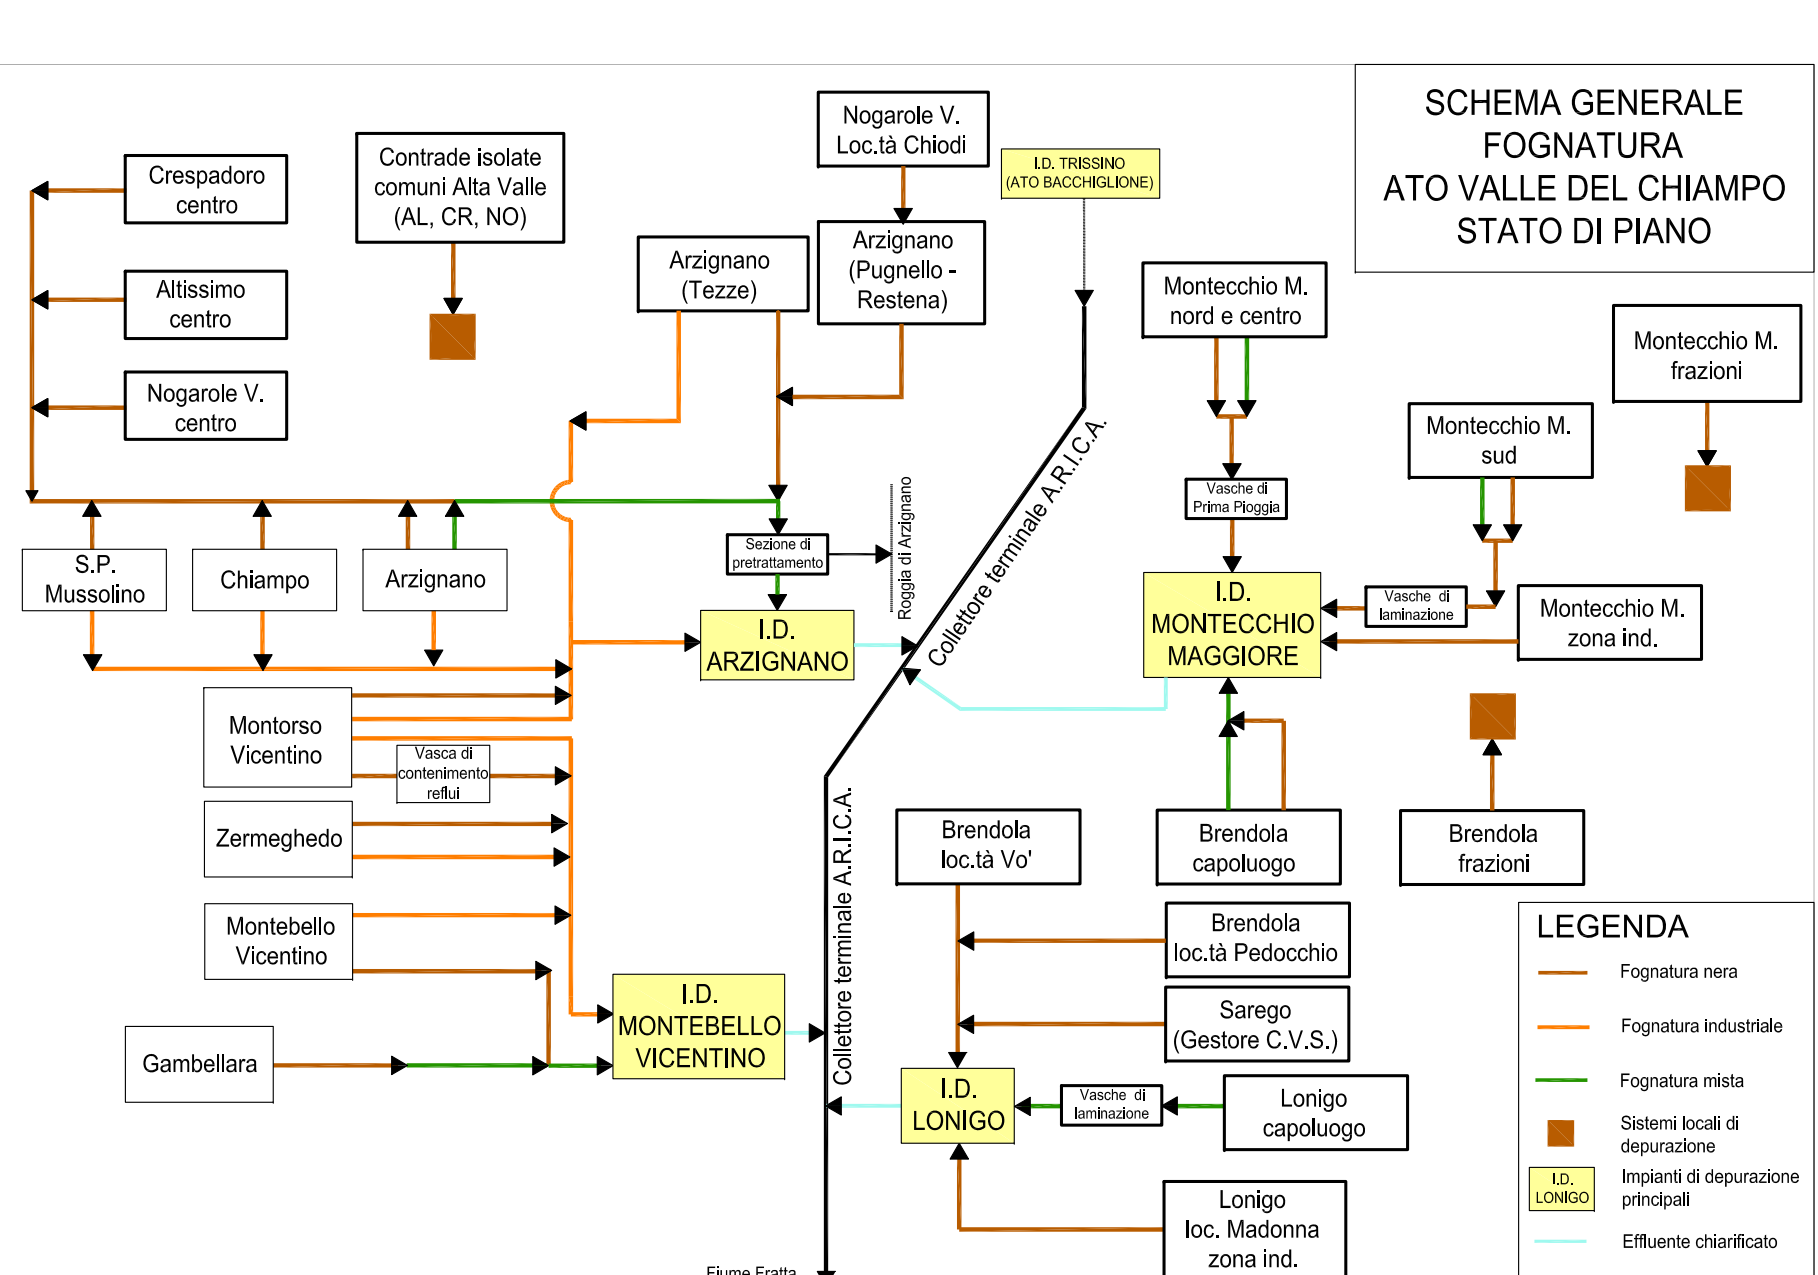 SCHEMA GENERALE
FOGNATURA
ATO VALLE DEL CHIAMPO
STATO DI PIANO
Nogarole V.
Loc.tà Chiodi
I.D. TRISSINO
(ATO BACCHIGLIONE)
Crespadoro
centro
Contrade isolate
comuni Alta Valle
(AL, CR, NO)
Arzignano
(Tezze)
Arzignano
(Pugnello -
Restena)
Montecchio M.
nord e centro
Altissimo
centro
Montecchio M.
frazioni
Nogarole V.
centro
Montecchio M.
sud
Collettore terminale A.R.I.C.A.
Vasche di
Prima Pioggia
Roggia di Arzignano
Sezione di
pretrattamento
S.P.
Mussolino
Chiampo
Arzignano
I.D.
ARZIGNANO
I.D.
MONTECCHIO
MAGGIORE
Vasche di
laminazione
Montecchio M.
zona ind.
Montorso
Vicentino
Vasca di
contenimento
reflui
Zermeghedo
Collettore terminale A.R.I.C.A.
Brendola
loc.tà Vo'
Brendola
capoluogo
Brendola
frazioni
Montebello
Vicentino
Brendola
loc.tà Pedocchio
I.D.
MONTEBELLO
VICENTINO
Sarego
(Gestore C.V.S.)
Gambellara
I.D.
LONIGO
Vasche di
laminazione
Lonigo
capoluogo
Lonigo
loc. Madonna
zona ind.
Fiume Fratta
LEGENDA
Fognatura nera
Fognatura industriale
Fognatura mista
Sistemi locali di
depurazione
I.D.
LONIGO
Impianti di depurazione
principali
Effluente chiarificato